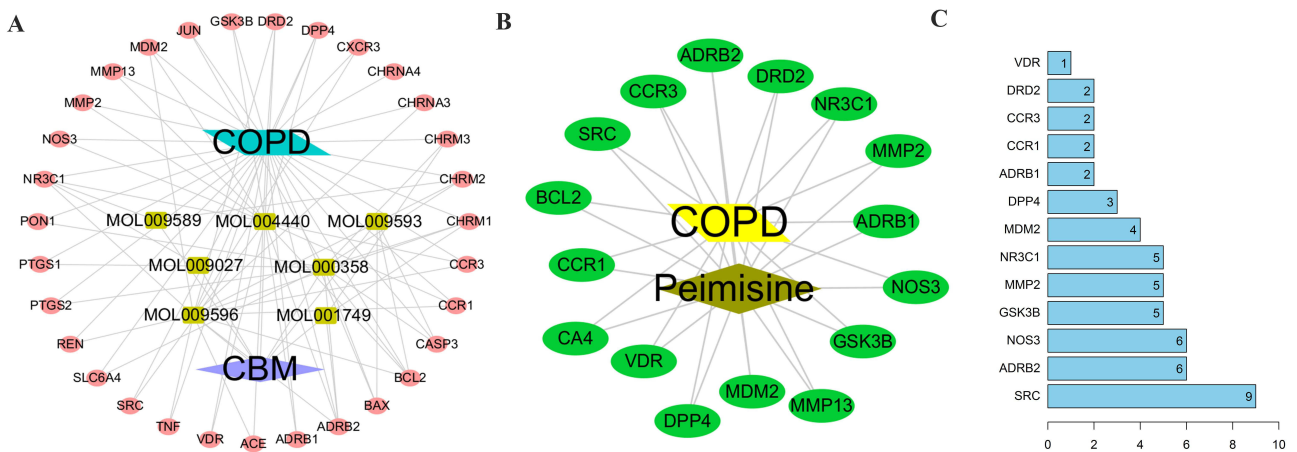 A
GSK3B
DRD2
JUN
DPP4
MDM2
CXCR3
MMP13
CHRNA4
MMP2
CHRNA3
NOS3
COPD
CHRM3
NR3C1
CHRM2
PON1
MOL009589
MOL004440
MOL009593
CHRM1
PTGS1
MOL009027
MOL000358
CCR3
PTGS2
MOL009596
MOL001749
CCR1
REN
CASP3
SLC6A4
CBM
BCL2
SRC
BAX
TNF
VDR
ACE
ADRB1
ADRB2
B
ADRB2
DRD2
CCR3
NR3C1
SRC
MMP2
BCL2
COPD
ADRB1
CCR1
Peimisine
NOS3
CA4
VDR
GSK3B
MDM2
MMP13
DPP4
C
VDR 1
DRD2 2
CCR3 2
CCR1 2
ADRB1 2
DPP4 3
MDM2 4
NR3C1 5
MMP2 5
GSK3B 5
NOS3 6
ADRB2 6
SRC 9
0 2 4 6 8 10